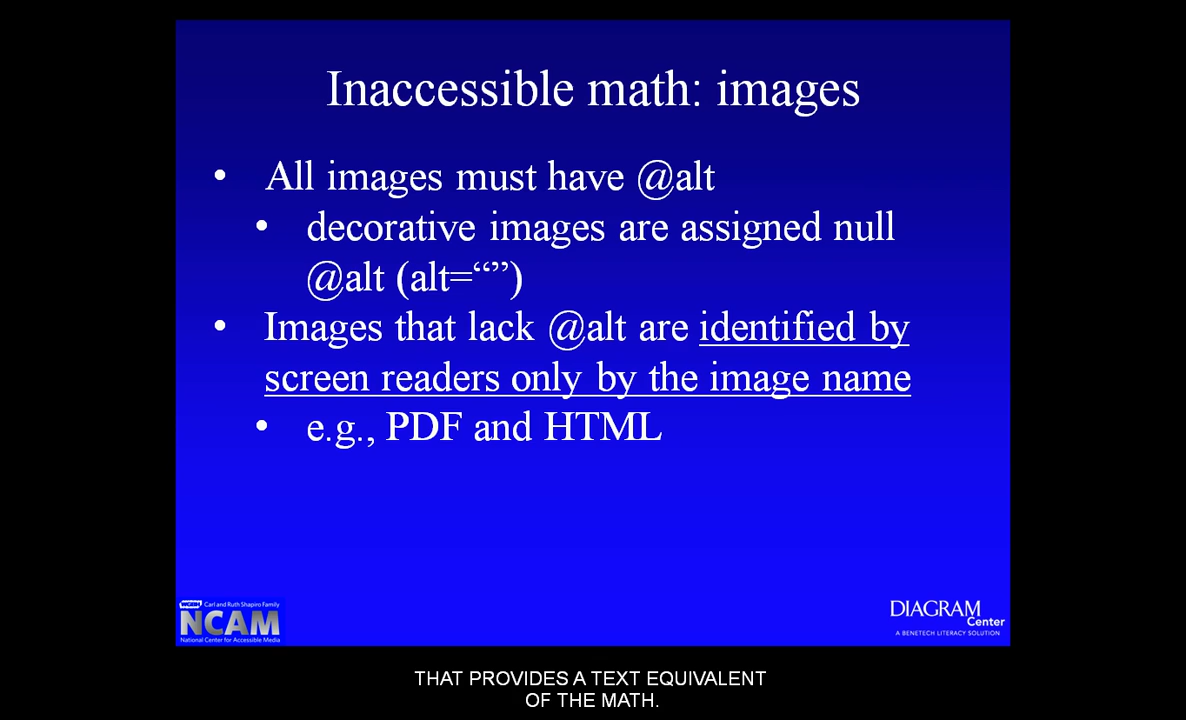 Inaccessible math: images
• All images must have @alt
• decorative images are assigned null
@alt (alt=“”)
• Images that lack @alt are identified by
screen readers only by the image name
• e.g., PDF and HTML
WGBH Carl and Ruth Shapiro Family
NCAM
National Center for Accessible Media
DIAGRAM
Center
A BENETECH LITERACY SOLUTION
THAT PROVIDES A TEXT EQUIVALENT
OF THE MATH.